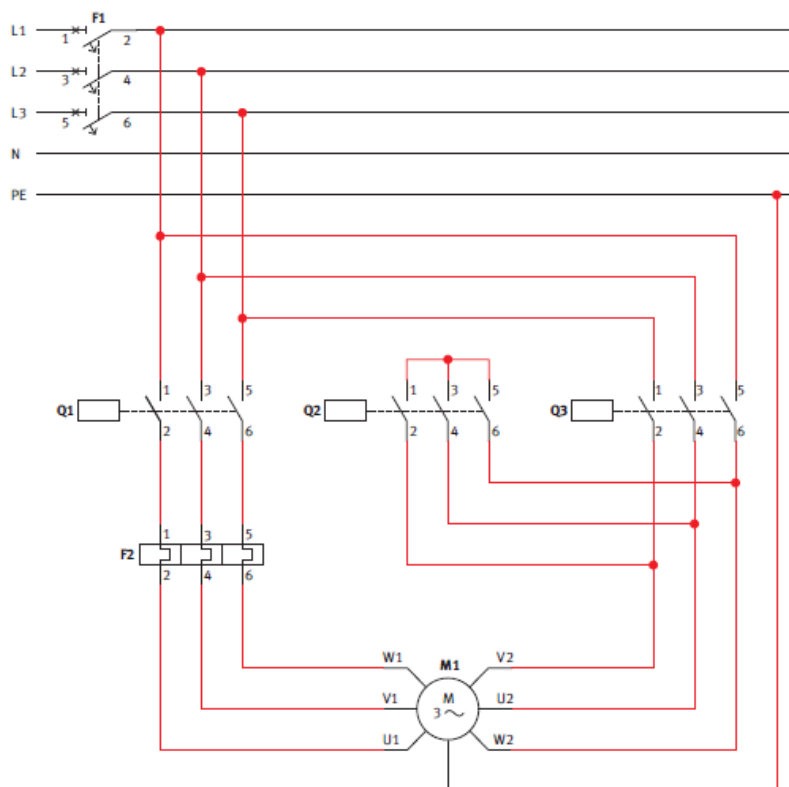 F1
L1 1 2
L2 3 4
L3 5 6
N
PE
1 3 5 1 3 5 1 3 5
Q1 Q2 Q3
2 4 6 2 4 6 2 4 6
1 3 5
F2
2 4 6
W1 M1 V2
V1 M 3 ~ U2
U1 W2